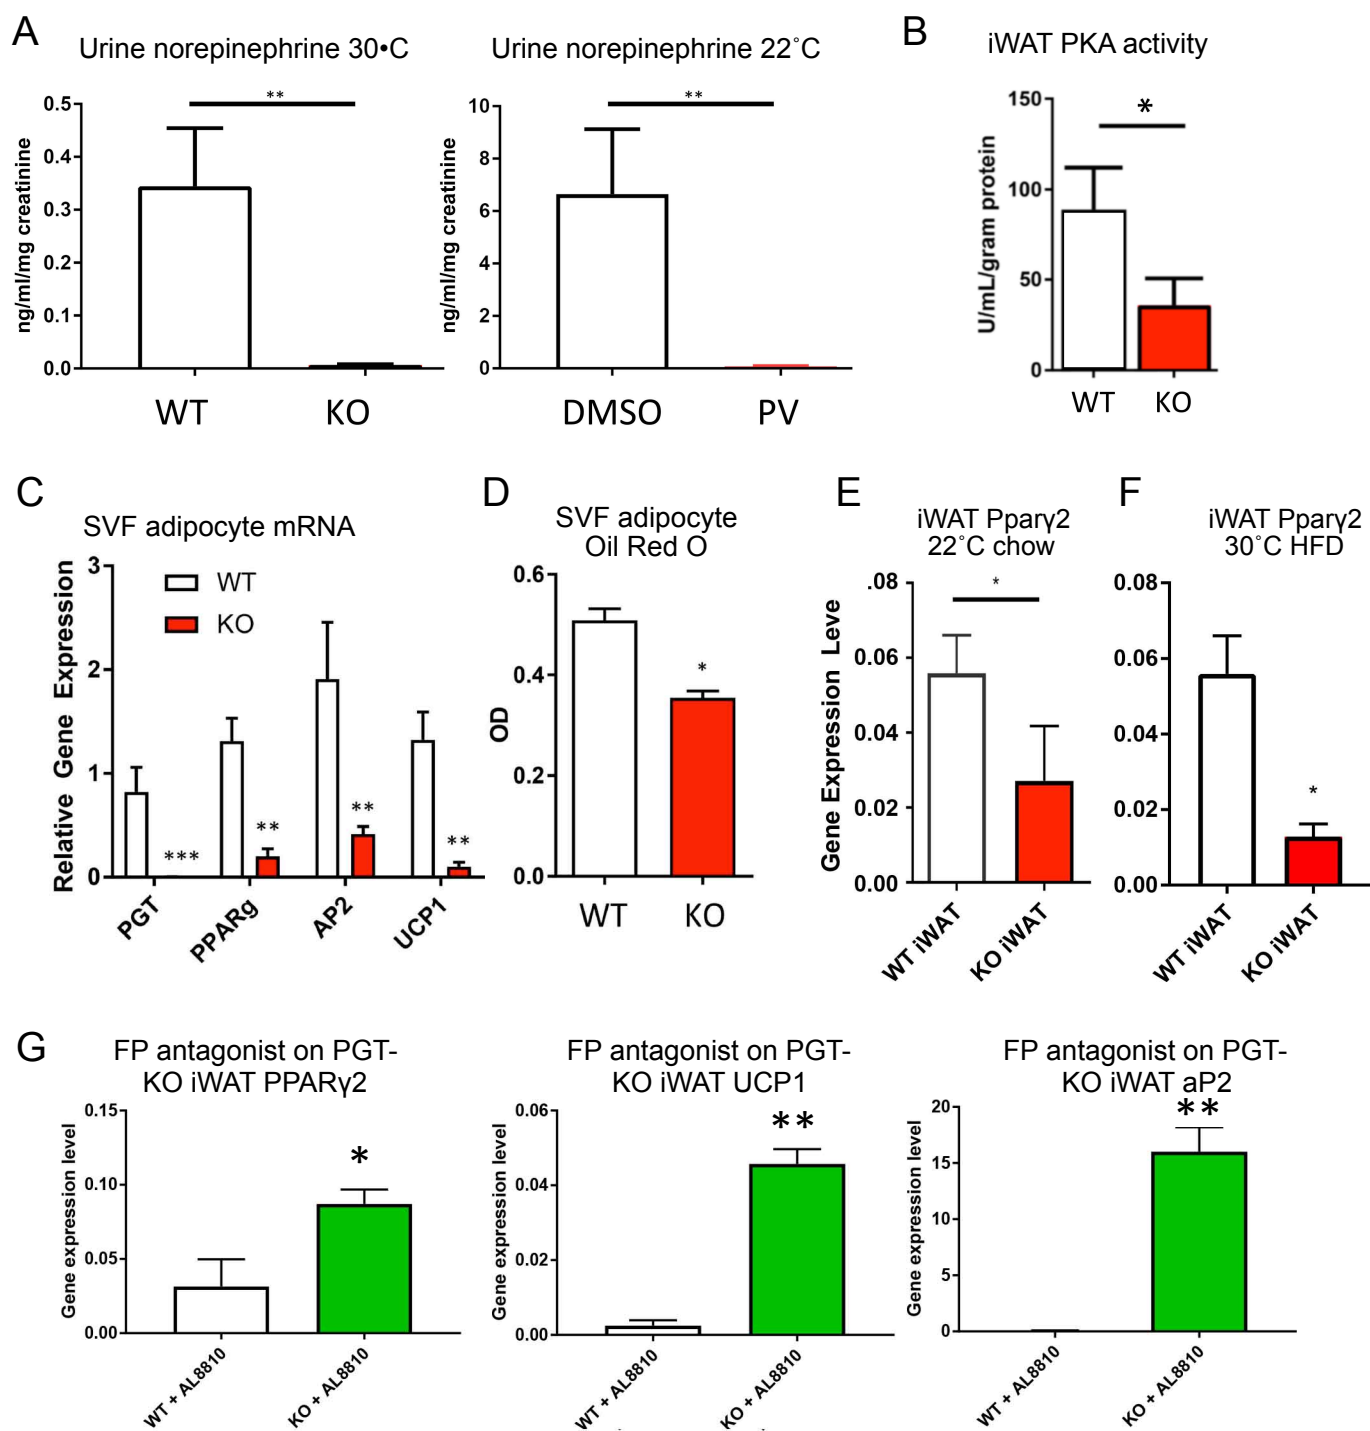 A
Urine norepinephrine 30•C
Urine norepinephrine 22˚C
B
iWAT PKA activity
**
**
*
0.5
0.4
0.3
0.2
0.1
0.0
ng/ml/mg creatinine
WT
KO
10
8
6
4
2
0
ng/ml/mg creatinine
DMSO
PV
150
100
50
0
U/mL/gram protein
WT
KO
C
SVF adipocyte mRNA
WT
KO
3
2
1
0
Relative Gene Expression
***
**
**
**
PGT
PPARg
AP2
UCP1
D
SVF adipocyte
Oil Red O
0.6
0.4
0.2
0.0
OD
*
WT
KO
E
iWAT Pparγ2
22˚C chow
.08
0.06
0.04
0.02
0.00
Gene Expression Leve
*
WT iWAT
KO iWAT
F
iWAT Pparγ2
30˚C HFD
0.08
0.06
0.04
0.02
0.00
*
WT iWAT
KO iWAT
G
FP antagonist on PGT-
KO iWAT PPARγ2
0.15
0.10
0.05
0.00
Gene expression level
*
WT + AL8810
KO + AL8810
FP antagonist on PGT-
KO iWAT UCP1
0.06
0.04
0.02
0.00
Gene expression level
**
WT + AL8810
KO + AL8810
FP antagonist on PGT-
KO iWAT aP2
20
15
10
5
0
Gene expression level
**
WT + AL8810
KO + AL8810